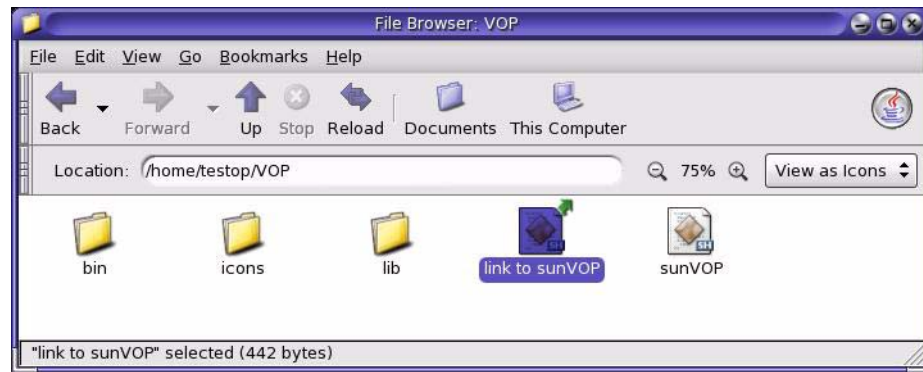 File Browser: VOP
File Edit View Go Bookmarks Help
Back Forward Up Stop Reload Documents This Computer
Location: /home/testop/VOP 75% View as Icons
SH SH
bin icons lib link to sunVOP sunVOP
"link to sunVOP" selected (442 bytes)